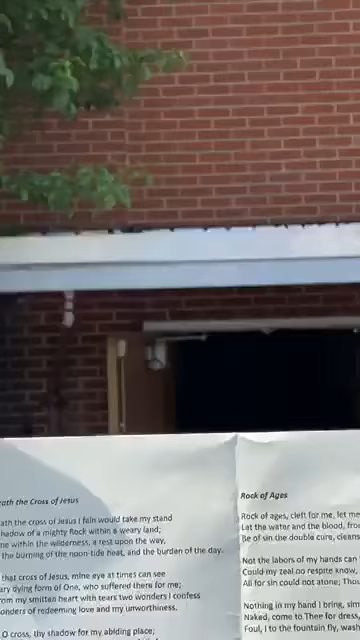 eath the Cross of Jesus
ath the cross of Jesus I fain would take my stand
hadow of a mighty Rock within a weary land;
me within the wilderness, a rest upon the way,
the burning of the noon-tide heat, and the burden of the day.
that cross of Jesus, mine eye at times can see
ary dying form of One, who suffered there for me;
rom my smitten heart with tears two wonders I confess
onders of redeeming love and my unworthiness.
O cross, thy shadow for my abiding place;
Rock of Ages
Rock of ages, cleft for me, let me
Let the water and the blood, fro
Be of sin the double cure, cleans
Not the labors of my hands can
Could my zeal no respite know,
All for sin could not atone; Thou
Nothing in my hand I bring, sim
Naked, come to Thee for dress,
Foul, I to the fountain fly, wash